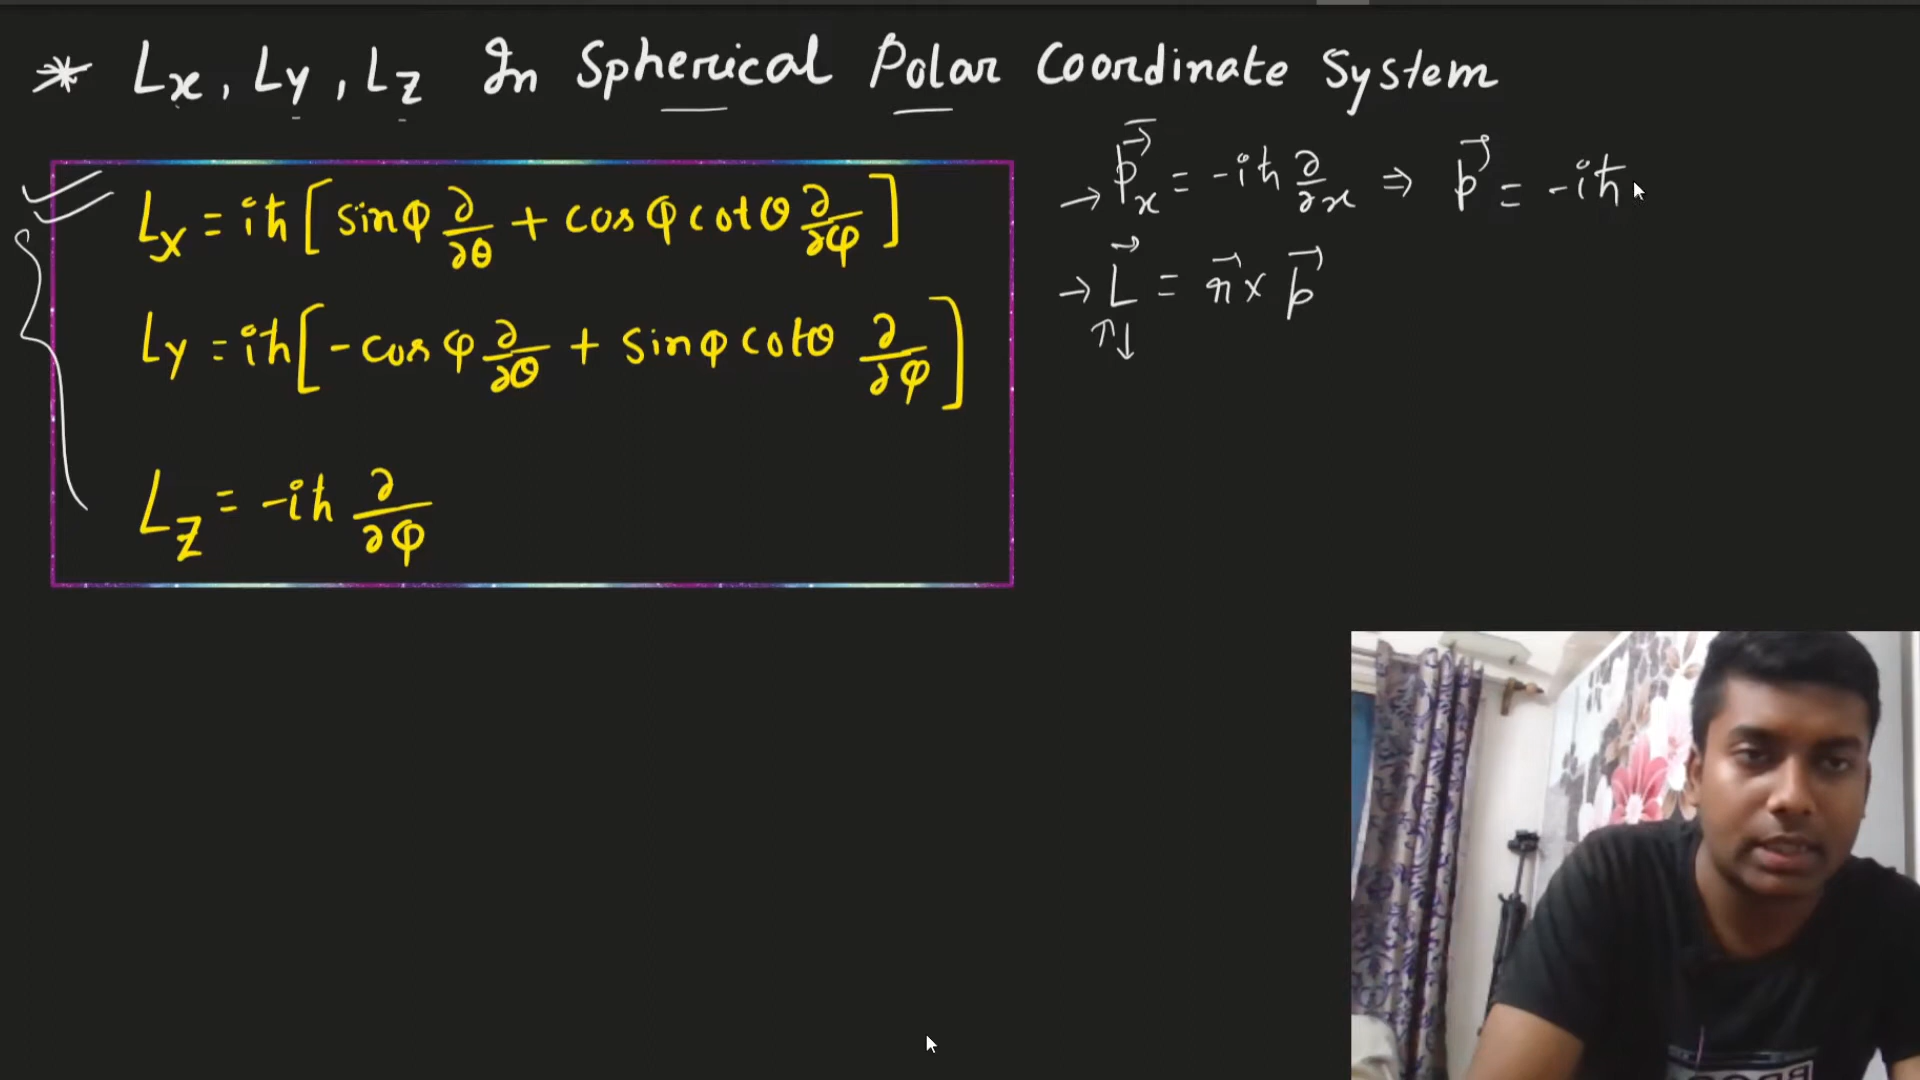 * Lx, Ly, Lz In Spherical Polar Coordinate System
Lx = iħ [ sinφ ∂/∂θ + cosφ cotθ ∂/∂φ ]
Ly = iħ [ -cosφ ∂/∂θ + sinφ cotθ ∂/∂φ ]
Lz = -iħ ∂/∂φ
→ p⃗x = -iħ ∂/∂x ⇒ p⃗ = -iħ
→ L⃗ = r⃗ × p⃗
↑↓